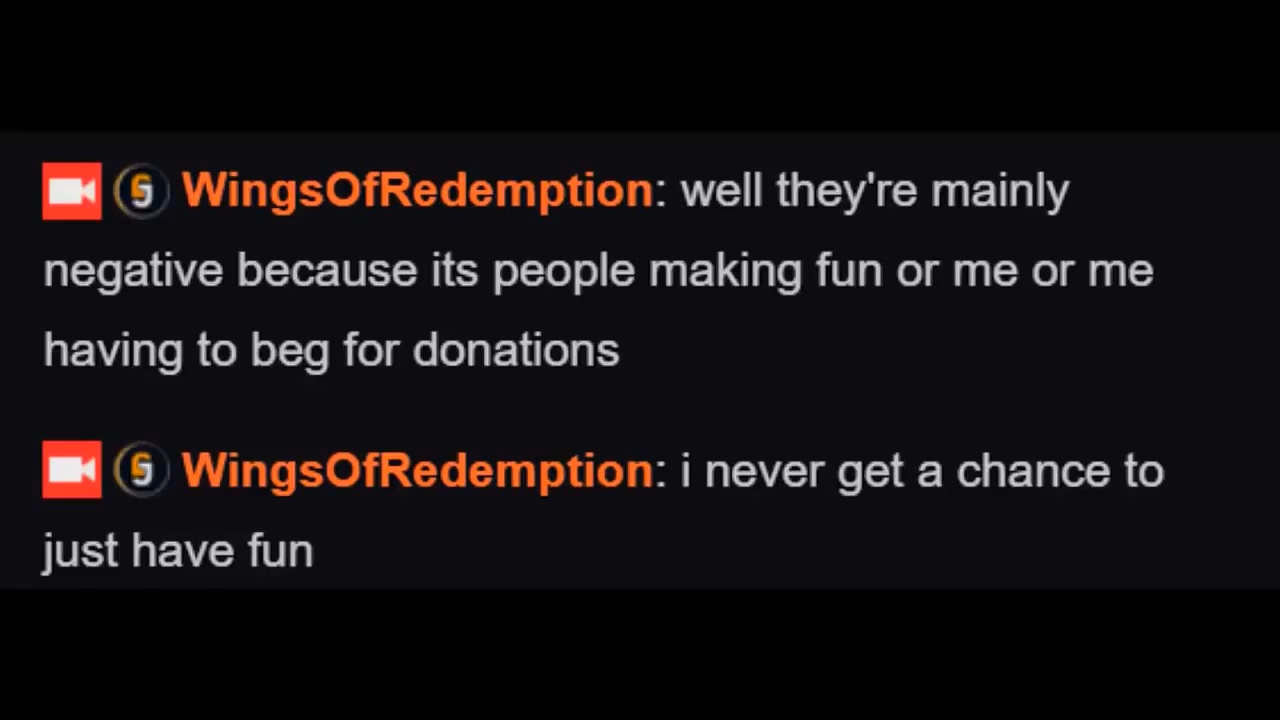 WingsOfRedemption: well they're mainly
negative because its people making fun or me or me
having to beg for donations
WingsOfRedemption: i never get a chance to
just have fun